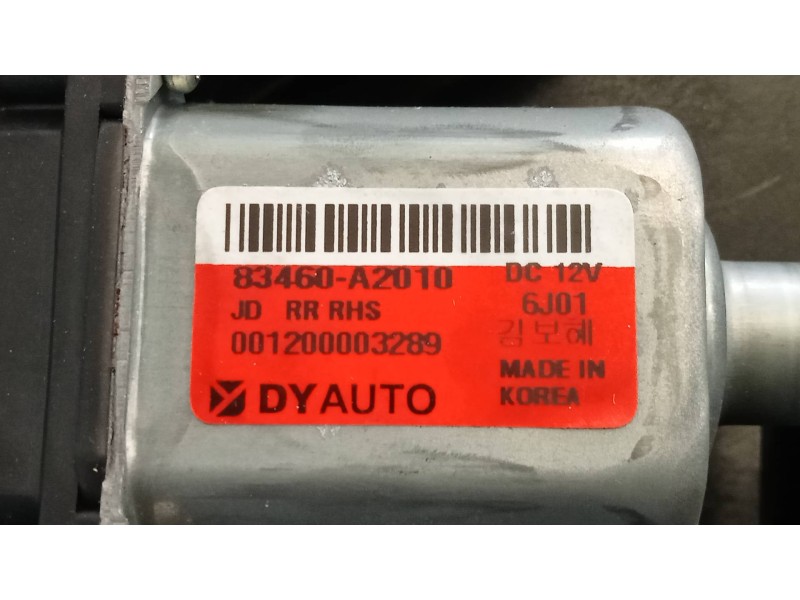 83460-A2010 DC 12V
JD RR RHS 6J01
001200003289 김보혜
MADE IN
DYAUTO KOREA